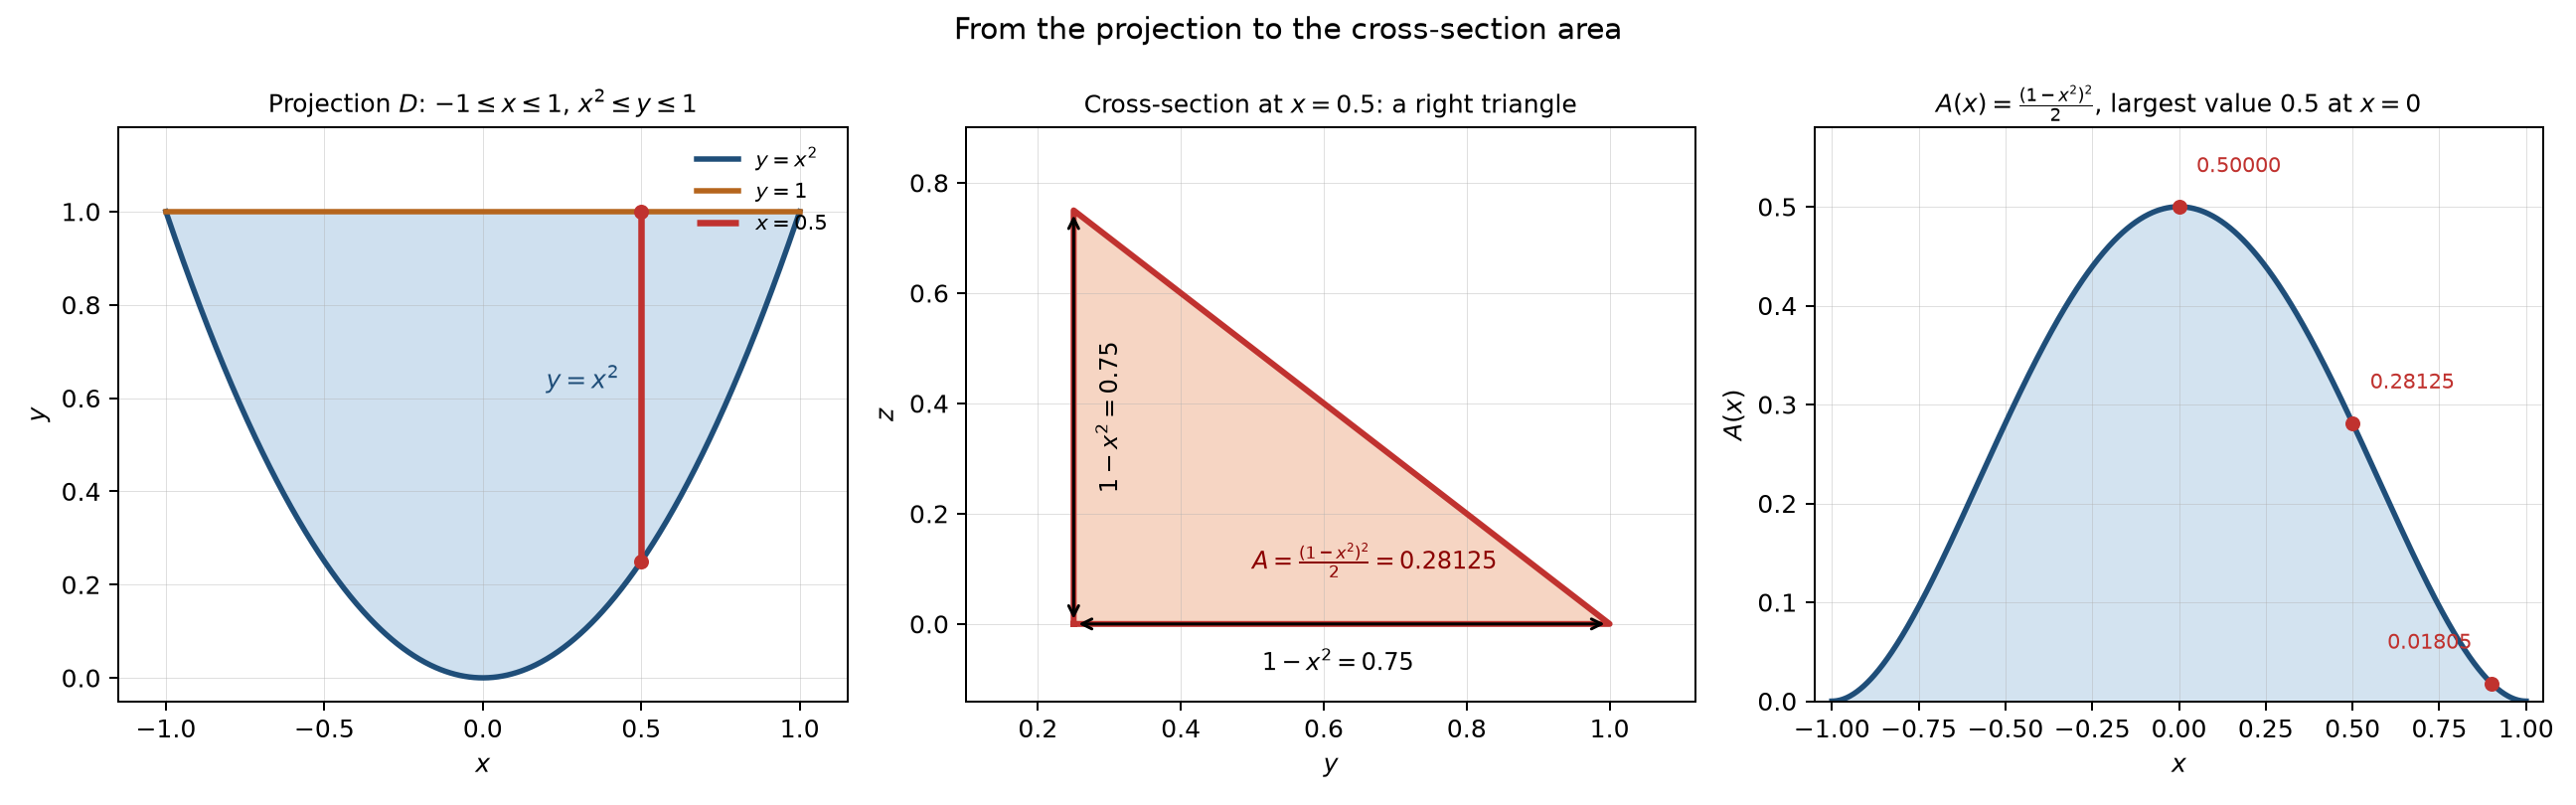 From the projection to the cross-section area
Projection D: −1 ≤ x ≤ 1, x² ≤ y ≤ 1
y = x²
y = 1
x = 0.5
y = x²
1.0
0.8
0.6
0.4
0.2
0.0
y
−1.0 −0.5 0.0 0.5 1.0
x
Cross-section at x = 0.5: a right triangle
0.8
0.6
0.4
0.2
0.0
z
1 − x² = 0.75
A = (1 − x²)²/2 = 0.28125
1 − x² = 0.75
0.2 0.4 0.6 0.8 1.0
y
A(x) = (1 − x²)²/2, largest value 0.5 at x = 0
0.50000
0.28125
0.01805
0.5
0.4
0.3
0.2
0.1
0.0
A(x)
−1.00 −0.75 −0.50 −0.25 0.00 0.25 0.50 0.75 1.00
x